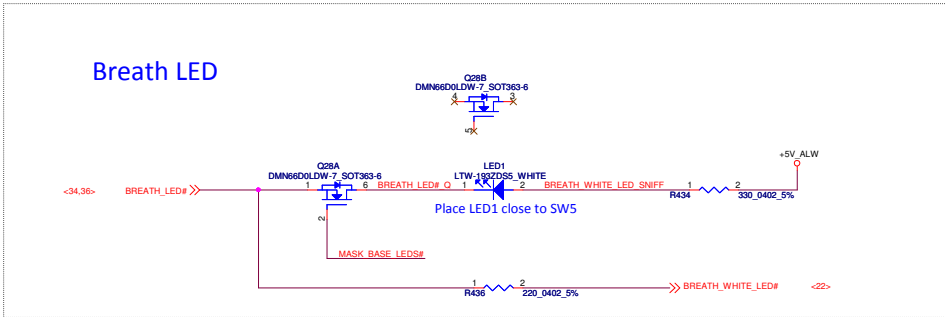 Breath LED
Q28B
DMN66D0LDW-7_SOT363-6
4
3
5
+5V_ALW
Q28A
DMN66D0LDW-7_SOT363-6
LED1
LTW-193ZDS5_WHITE
<34,36>
BREATH_LED#
1
6
BREATH_LED#_Q
1
2
BREATH_WHITE_LED_SNIFF
1
2
R434
330_0402_5%
Place LED1 close to SW5
2
MASK_BASE_LEDS#
1
2
R436
220_0402_5%
BREATH_WHITE_LED#
<22>